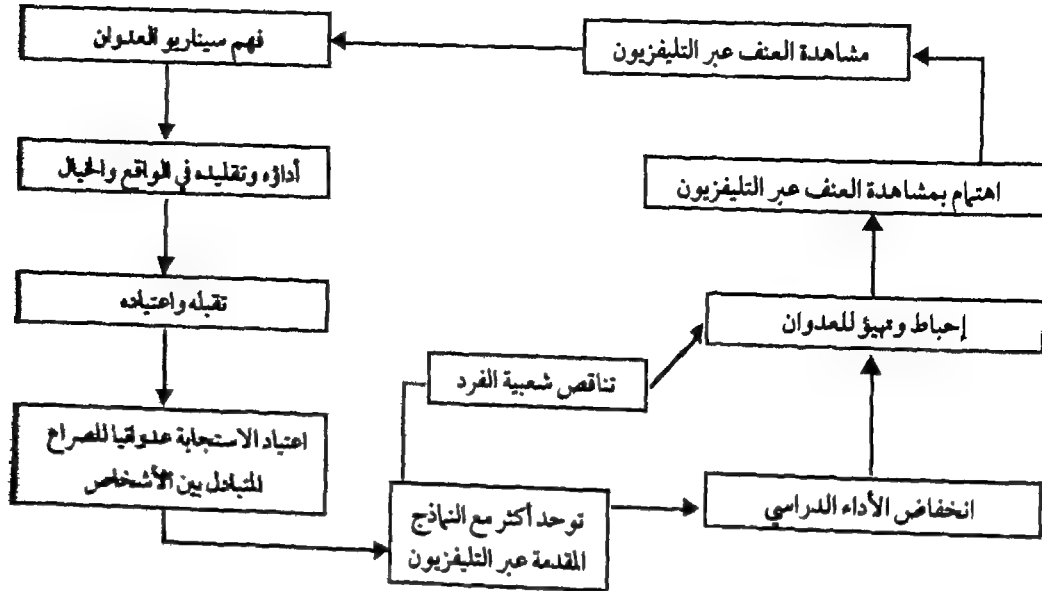 مشاهدة العنف عبر التليفزيون
فهم سيناريو العدوان
أداؤه وتقليده في الواقع والخيال
تقبله واعتياده
اعتياد الاستجابة عدوانيا للصراع
المتبادل بين الأشخاص
توحد أكثر مع النماذج
المقدمة عبر التليفزيون
تناقص شعبية الفرد
انخفاض الأداء الدراسي
إحباط وتهيؤ للعدوان
اهتمام بمشاهدة العنف عبر التليفزيون